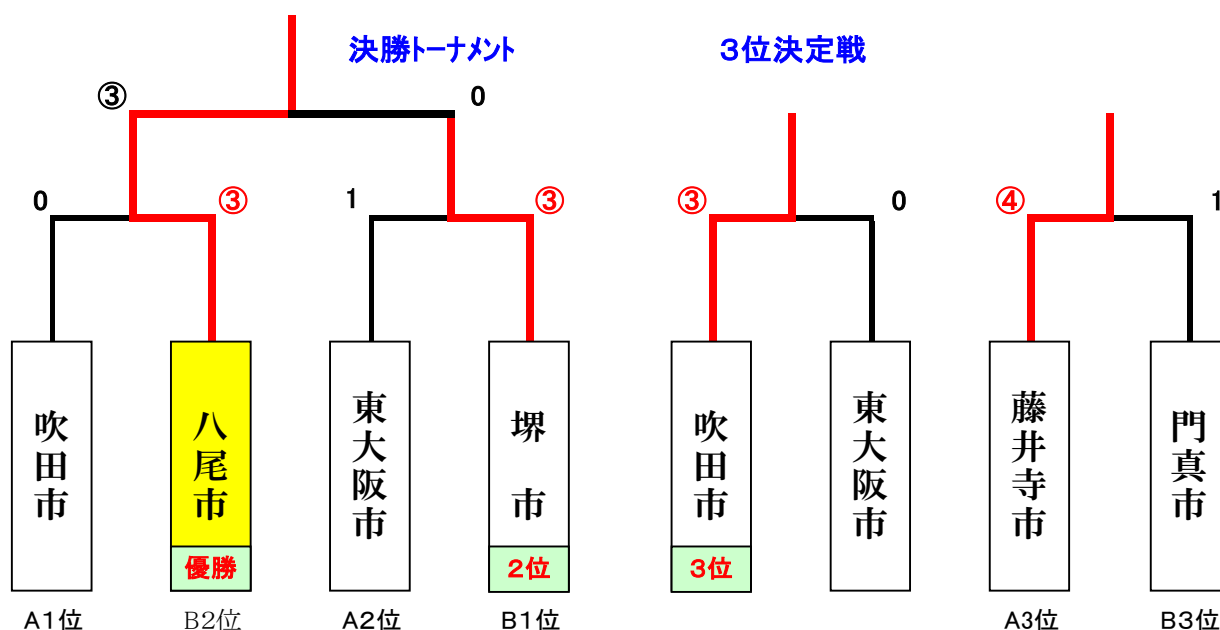 決勝トーナメント
3位決定戦
③
0
0
③
1
③
③
0
④
1
吹田市
八尾市
東大阪市
堺市
吹田市
東大阪市
藤井寺市
門真市
優勝
2位
3位
A1位
B2位
A2位
B1位
A3位
B3位